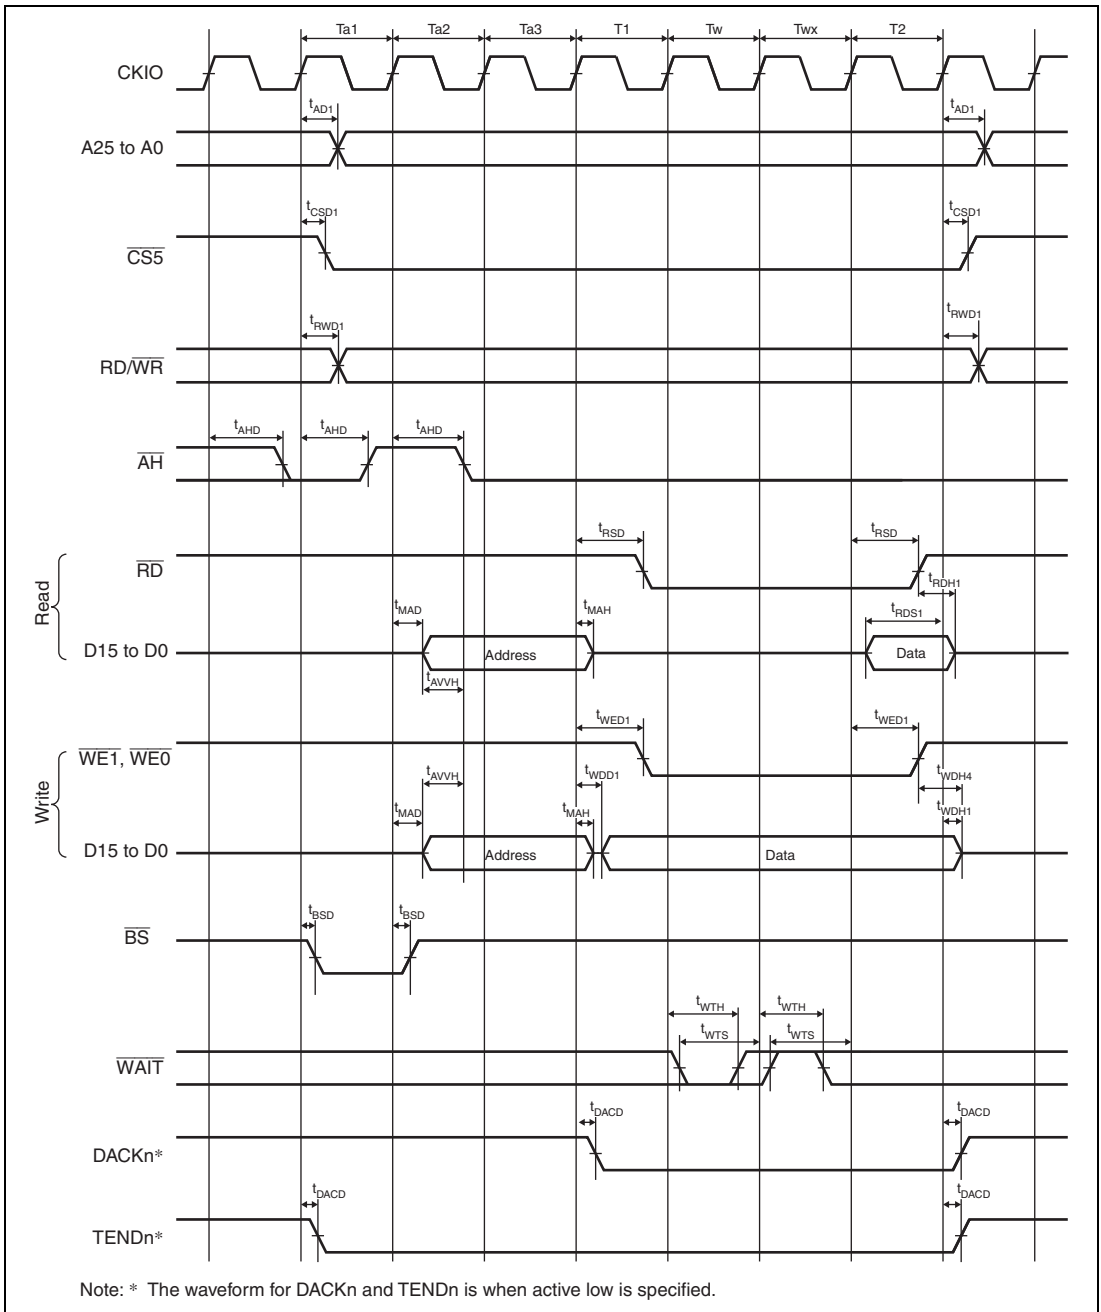 Ta1 Ta2 Ta3 T1 Tw Twx T2
CKIO
tAD1 tAD1
A25 to A0
tCSD1 tCSD1
CS5
tRWD1 tRWD1
RD/WR
tAHD tAHD tAHD
AH
tRSD tRSD
RD
tRDH1
Read
tMAD tMAH tRDS1
D15 to D0 Address Data
tAVVH
tWED1 tWED1
WE1, WE0
tAVVH tWDD1 tWDH4
Write
tMAD tMAH tWDH1
D15 to D0 Address Data
tBSD tBSD
BS
tWTH tWTH
tWTS tWTS
WAIT
tDACD tDACD
DACKn*
tDACD tDACD
TENDn*
Note: * The waveform for DACKn and TENDn is when active low is specified.